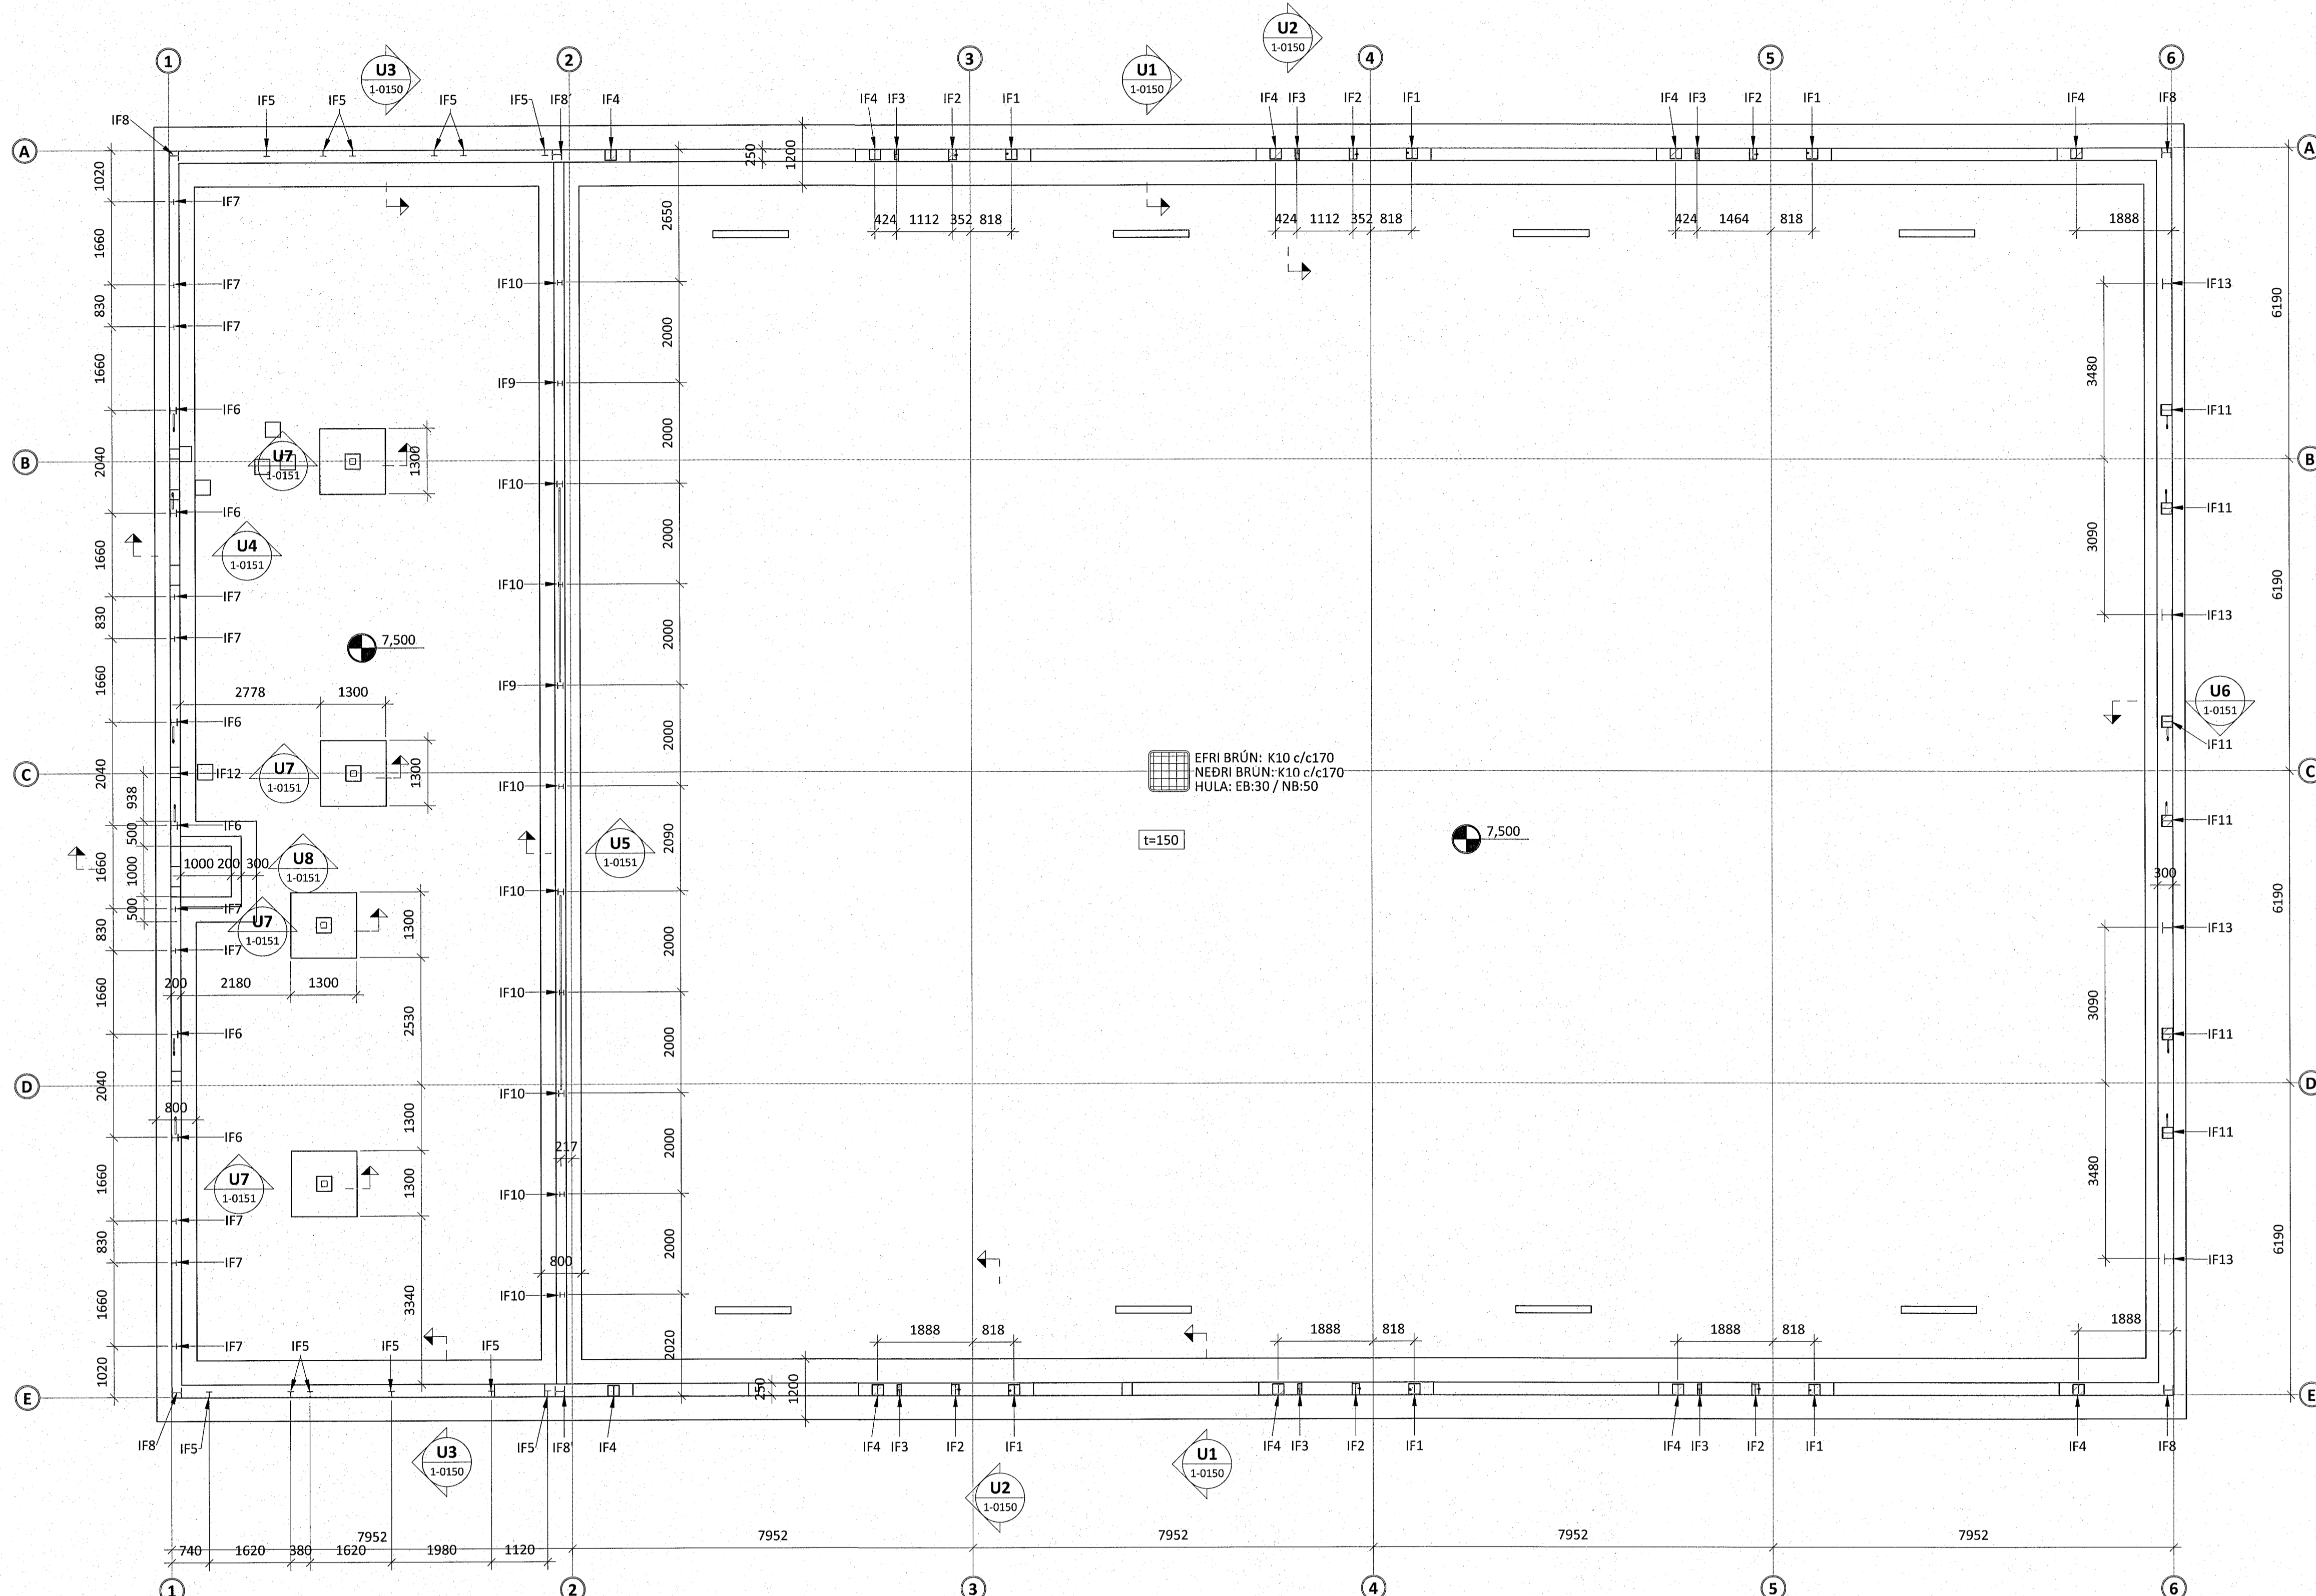 U2
1-0150
1
U3
1-0150
2
3
U1
1-0150
4
5
6
IF8
IF5
IF5
IF5
IF5
IF8
IF4
IF4
IF3
IF2
IF1
IF4
IF3
IF2
IF1
IF4
IF3
IF2
IF1
IF4
IF8
A
A
250
1200
1020
1660
830
1660
2040
1660
830
1660
2040
1660
830
1660
2040
1660
830
1660
1020
IF7
IF7
IF7
IF6
IF6
IF7
IF7
IF6
IF12
IF6
IF7
IF7
IF6
IF6
IF7
IF7
IF7
2650
2000
2000
2000
2000
2000
2090
2000
2000
2000
2000
2020
424
1112
352
818
424
1112
352
818
424
1464
818
1888
IF10
IF9
IF10
IF10
IF9
IF10
IF10
IF10
IF10
IF10
IF10
IF13
IF11
IF11
IF13
IF11
IF11
IF13
IF11
IF11
IF13
3480
3090
3090
3480
6190
6190
6190
6190
B
B
U7
1-0151
1300
U4
1-0151
7,500
2778
1300
U6
1-0151
C
C
U7
1-0151
1300
EFRI BRÚN: K10 c/c170
NEÐRI BRÚN: K10 c/c170
HULA: EB:30 / NB:50
t=150
7,500
938
500
1000
500
1000
200
300
U8
1-0151
U5
1-0151
300
U7
1-0151
1300
200
2180
1300
2530
D
D
800
1300
217
U7
1-0151
1300
800
3340
1888
818
1888
818
1888
818
1888
IF5
IF5
IF5
E
E
250
1200
IF8
IF5
U3
1-0150
IF5
IF8
IF4
IF4
IF3
IF2
IF1
U1
1-0150
IF4
IF3
IF2
IF1
IF4
IF3
IF2
IF1
IF4
IF8
U2
1-0150
7952
7952
7952
7952
7952
740
1620
380
1620
1980
1120
1
2
3
4
5
6